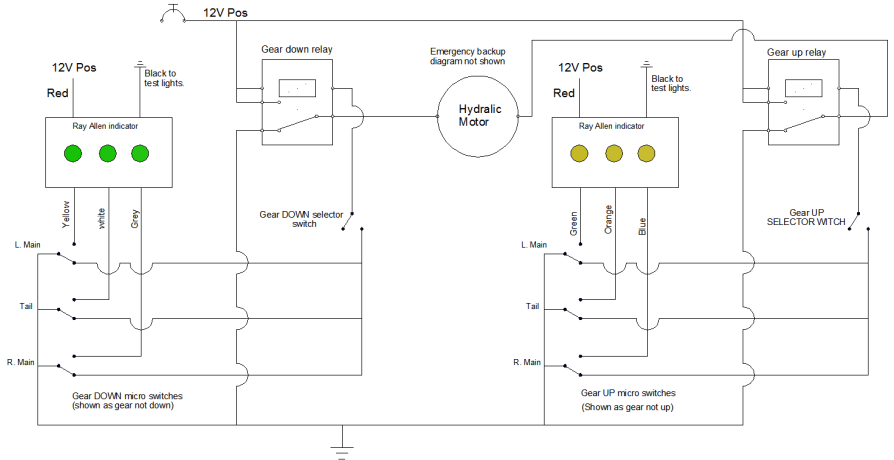 12V Pos
Gear down relay
Emergency backup
diagram not shown
Gear up relay
12V Pos
Black to
test lights.
Red
Hydralic
Motor
12V Pos
Black to
test lights.
Red
Ray Allen indicator
Ray Allen indicator
Yellow
white
Grey
Gear DOWN selector
switch
Green
Orange
Blue
Gear UP
SELECTOR WITCH
L. Main
L. Main
Tail
Tail
R. Main
R. Main
Gear DOWN micro switches
(shown as gear not down)
Gear UP micro switches
(Shown as gear not up)